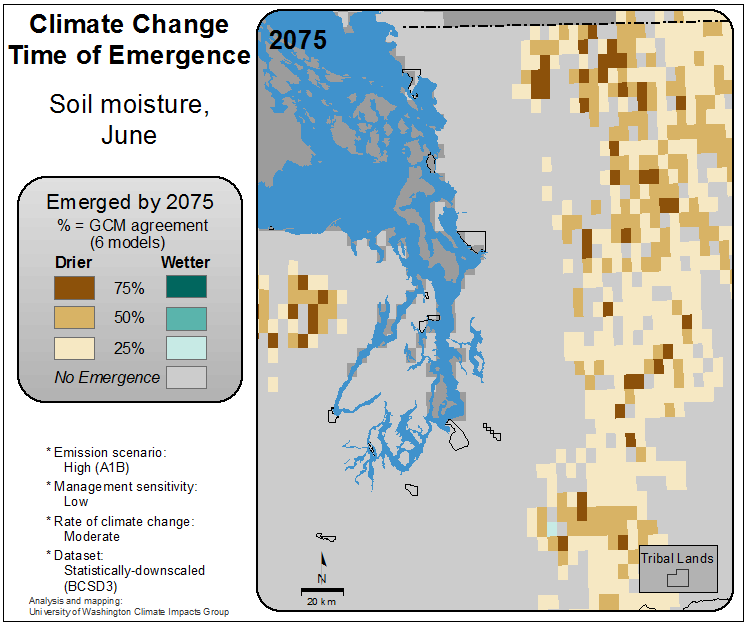 Climate Change
Time of Emergence
Soil moisture,
June
Emerged by 2075
% = GCM agreement
(6 models)
Drier Wetter
75%
50%
25%
No Emergence
* Emission scenario:
High (A1B)
* Management sensitivity:
Low
* Rate of climate change:
Moderate
* Dataset:
Statistically-downscaled
(BCSD3)
Analysis and mapping:
University of Washington Climate Impacts Group
2075
N
20 km
Tribal Lands